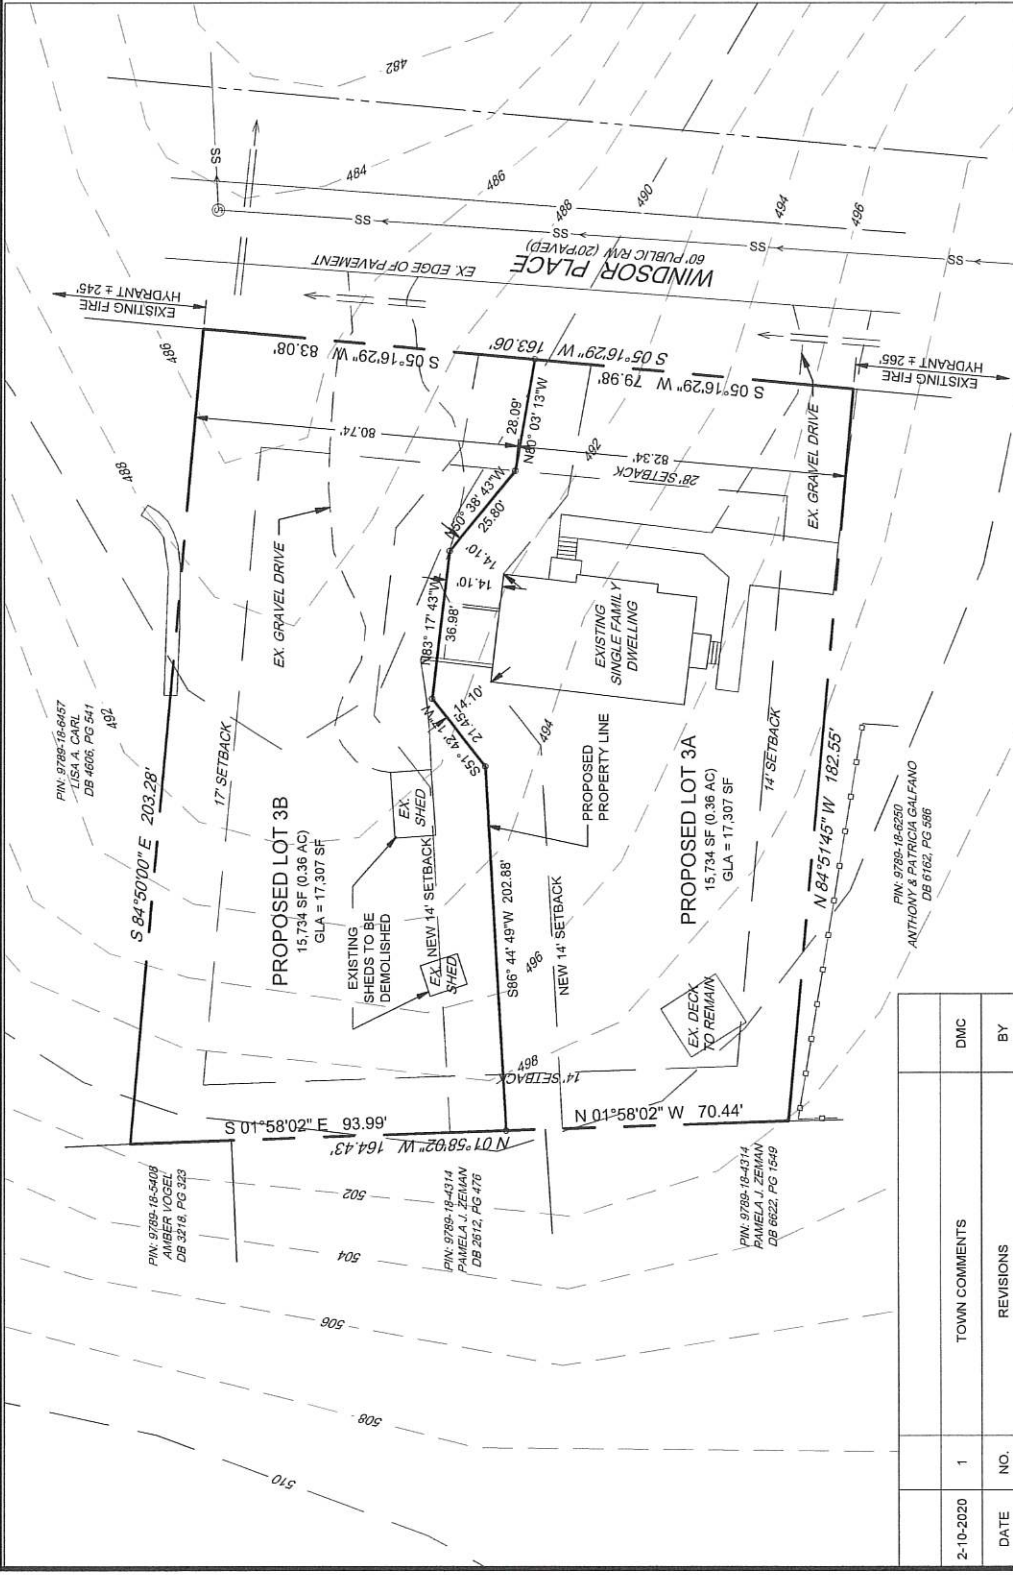 482
484
486
488
490
494
496
SS
SS
SS
SS
SS
S
WINDSOR PLACE
60' PUBLIC R/W (20'PAVED)
EX. EDGE OF PAVEMENT
EXISTING FIRE
HYDRANT ± 245'
EXISTING FIRE
HYDRANT ± 265'
S 05°16'29" W 83.08'
S 05°16'29" W 163.06'
S 05°16'29" W 79.98'
486
488
492
80.74'
82.34'
28' SETBACK
492
EX. GRAVEL DRIVE
EX. GRAVEL DRIVE
N80° 03' 13"W
28.09'
N50° 38' 43"W
25.80'
14.10'
14.10'
N83° 17' 43"W
36.98'
S51° 42' 11"W
21.45'
14.10'
EXISTING
SINGLE FAMILY
DWELLING
PIN: 9789-18-6457
LISA A. CARL
DB 4606, PG 541
S 84°50'00" E 203.28'
17' SETBACK
PROPOSED LOT 3B
15,734 SF (0.36 AC)
GLA = 17,307 SF
EX.
SHED
EXISTING
SHEDS TO BE
DEMOLISHED
EX.
SHED
NEW 14' SETBACK
S86° 44' 49"W 202.88'
494
496
498
NEW 14' SETBACK
PROPOSED
PROPERTY LINE
PROPOSED LOT 3A
15,734 SF (0.36 AC)
GLA = 17,307 SF
14' SETBACK
N 84°51'45" W 182.55'
PIN: 9789-18-6250
ANTHONY & PATRICIA GALFANO
DB 6162, PG 586
EX. DECK
TO REMAIN
14' SETBACK
S 01°58'02" E 93.99'
N 01°58'02" W 164.43'
N 01°58'02" W 70.44'
PIN: 9789-18-5408
AMBER VOGEL
DB 3218, PG 323
PIN: 9789-18-4314
PAMELA J. ZEMAN
DB 2612, PG 476
PIN: 9789-18-4314
PAMELA J. ZEMAN
DB 6622, PG 1549
502
504
506
508
510
2-10-2020 1 TOWN COMMENTS DMC
DATE NO. REVISIONS BY